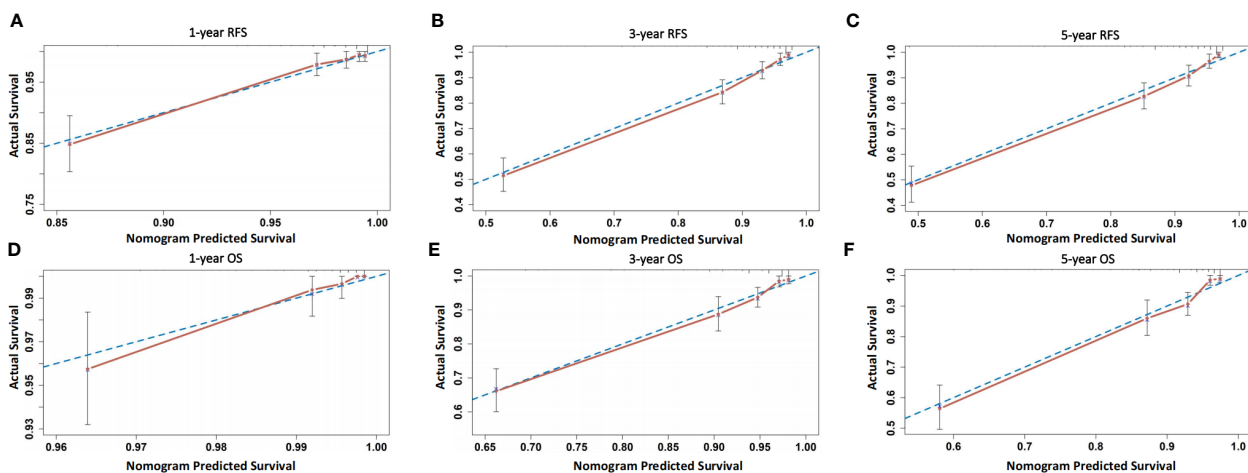 A
1-year RFS
Actual Survival
0.95
0.85
0.75
0.85
0.90
0.95
1.00
Nomogram Predicted Survival
B
3-year RFS
Actual Survival
1.0
0.9
0.8
0.7
0.6
0.5
0.4
0.5
0.6
0.7
0.8
0.9
1.0
Nomogram Predicted Survival
C
5-year RFS
Actual Survival
1.0
0.9
0.8
0.7
0.6
0.5
0.4
0.5
0.6
0.7
0.8
0.9
1.0
Nomogram Predicted Survival
D
1-year OS
Actual Survival
0.99
0.97
0.95
0.93
0.96
0.97
0.98
0.99
1.00
Nomogram Predicted Survival
E
3-year OS
Actual Survival
1.0
0.9
0.8
0.7
0.6
0.65
0.70
0.75
0.80
0.85
0.90
0.95
1.00
Nomogram Predicted Survival
F
5-year OS
Actual Survival
1.0
0.9
0.8
0.7
0.6
0.5
0.6
0.7
0.8
0.9
1.0
Nomogram Predicted Survival